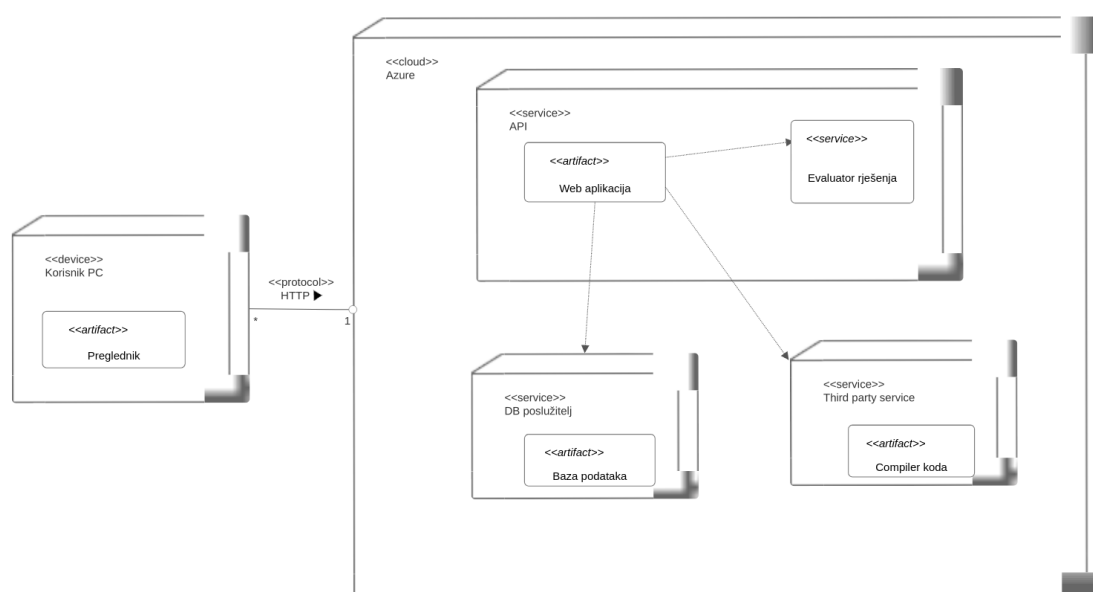 <<cloud>>
Azure
<<service>>
API
<<artifact>>
Web aplikacija
<<service>>
Evaluator rješenja
<<device>>
Korisnik PC
<<artifact>>
Preglednik
<<protocol>>
HTTP
*
1
<<service>>
DB poslužitelj
<<artifact>>
Baza podataka
<<service>>
Third party service
<<artifact>>
Compiler koda